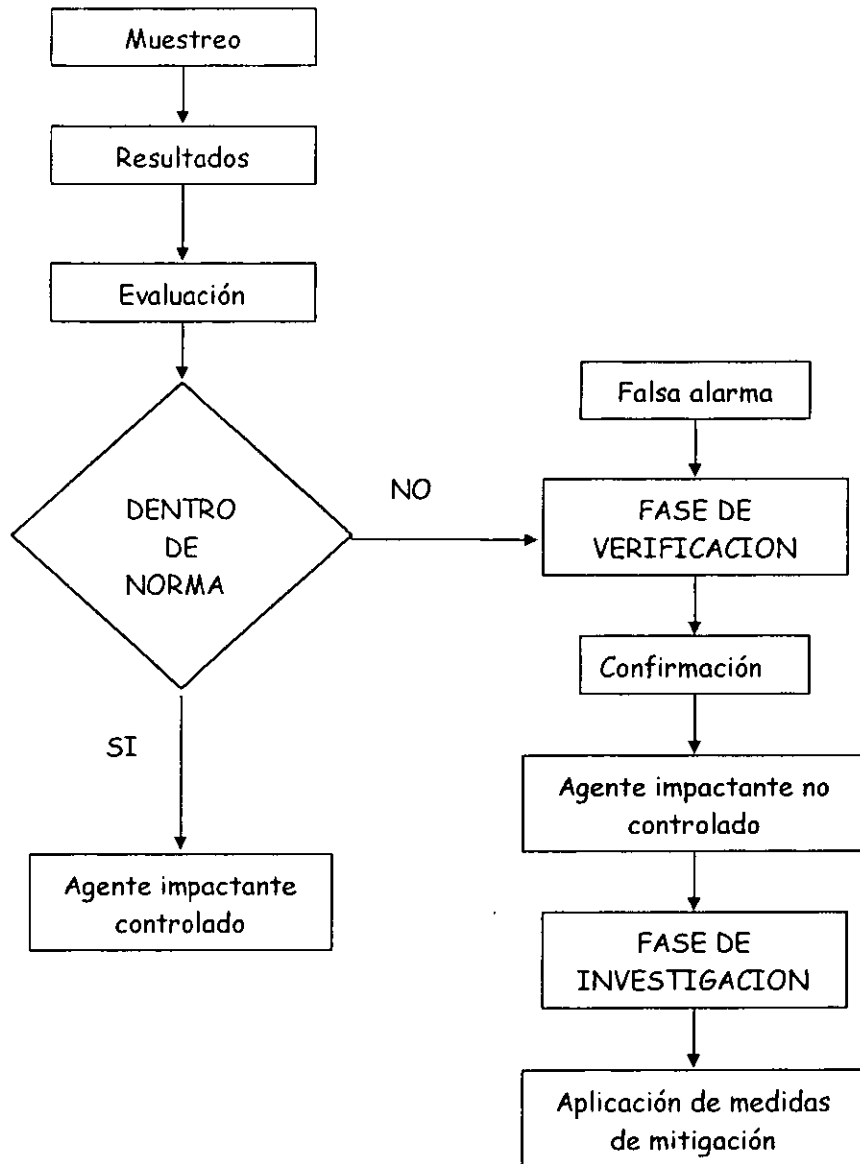 Muestreo
Resultados
Evaluación
DENTRO
DE
NORMA
NO
SI
Agente impactante
controlado
Falsa alarma
FASE DE
VERIFICACION
Confirmación
Agente impactante no
controlado
FASE DE
INVESTIGACION
Aplicación de medidas
de mitigación